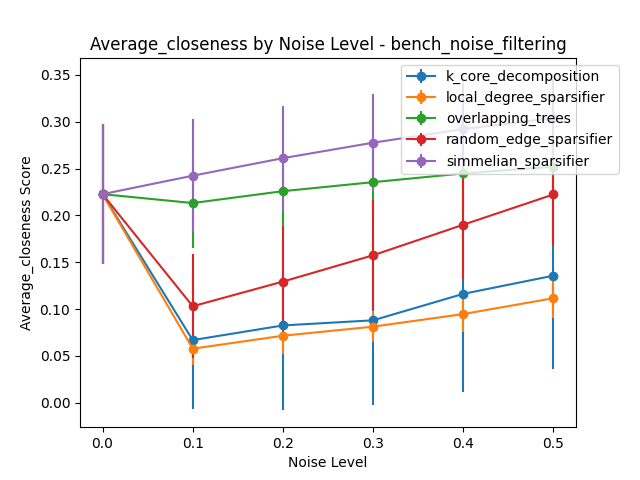 Average_closeness by Noise Level - bench_noise_filtering
Average_closeness Score
0.35
0.30
0.25
0.20
0.15
0.10
0.05
0.00
k_core_decomposition
local_degree_sparsifier
overlapping_trees
random_edge_sparsifier
simmelian_sparsifier
0.0 0.1 0.2 0.3 0.4 0.5
Noise Level